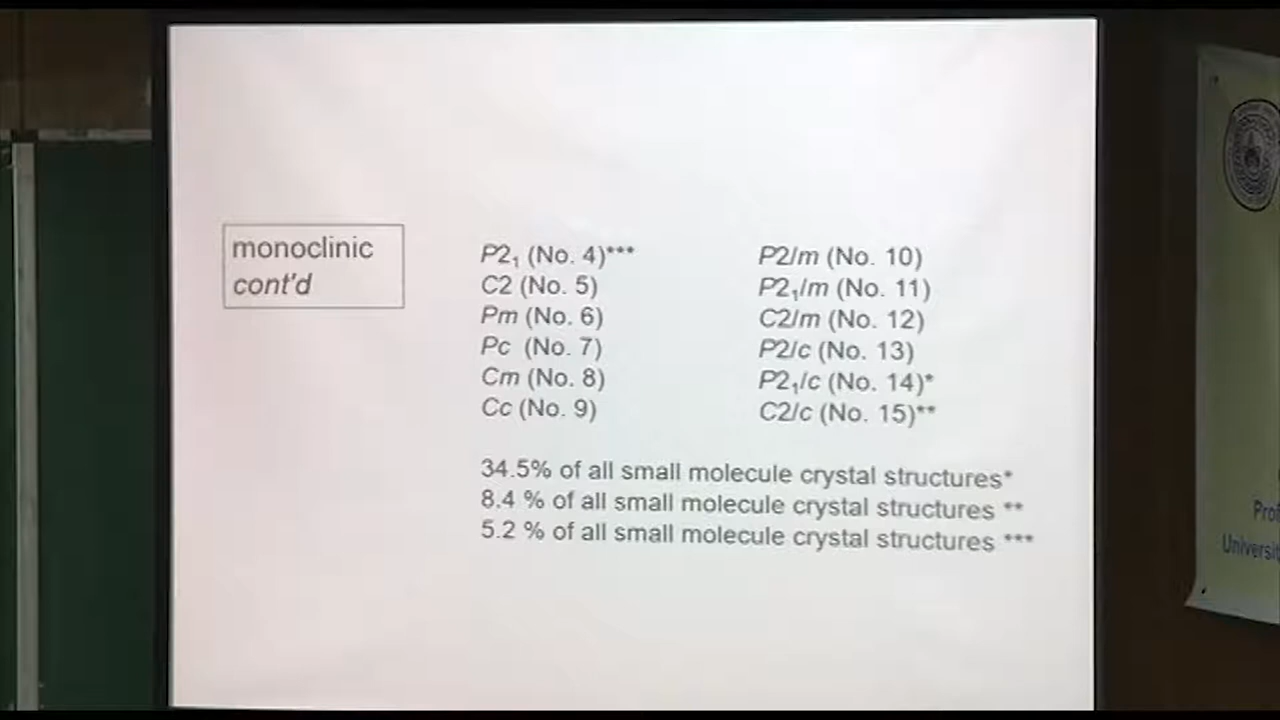 monoclinic
cont'd
P2₁ (No. 4)***
C2 (No. 5)
Pm (No. 6)
Pc (No. 7)
Cm (No. 8)
Cc (No. 9)
P2/m (No. 10)
P2₁/m (No. 11)
C2/m (No. 12)
P2/c (No. 13)
P2₁/c (No. 14)*
C2/c (No. 15)**
34.5% of all small molecule crystal structures*
8.4 % of all small molecule crystal structures **
5.2 % of all small molecule crystal structures ***